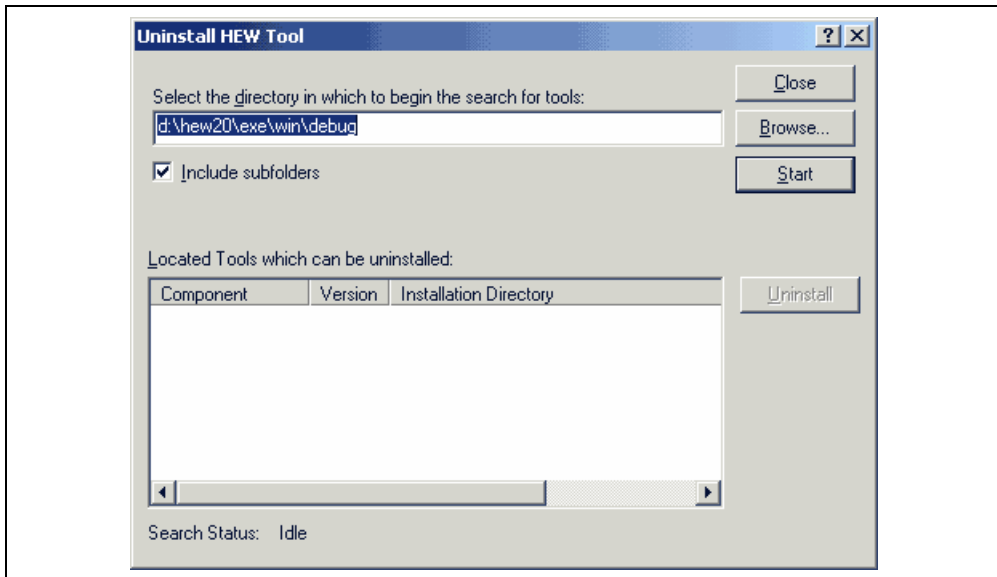 Uninstall HEW Tool
Select the directory in which to begin the search for tools:
d:\hew20\exe\win\debug
Include subfolders
Close
Browse...
Start
Located Tools which can be uninstalled:
Component Version Installation Directory
Uninstall
Search Status: Idle